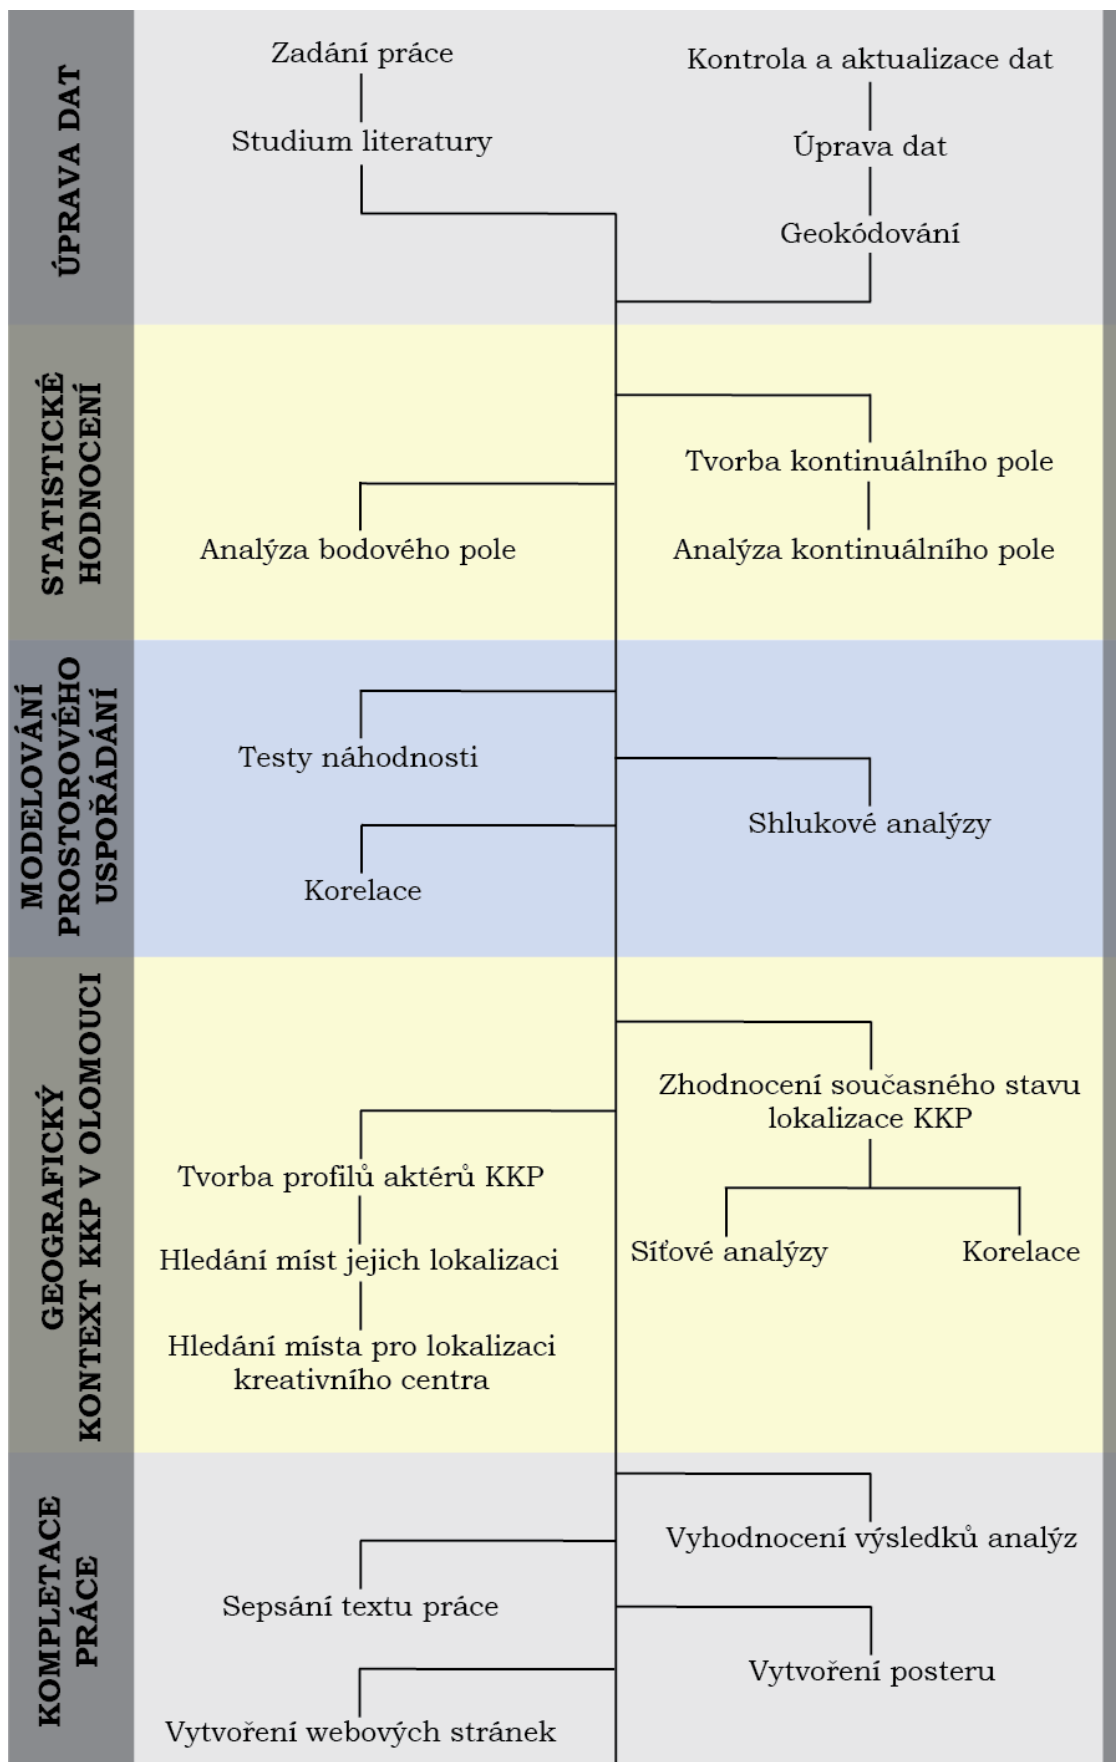 ÚPRAVA DAT
Zadání práce
Studium literatury
Kontrola a aktualizace dat
Úprava dat
Geokódování
STATISTICKÉ
HODNOCENÍ
Tvorba kontinuálního pole
Analýza bodového pole
Analýza kontinuálního pole
MODELOVÁNÍ
PROSTOROVÉHO
USPOŘÁDÁNÍ
Testy náhodnosti
Shlukové analýzy
Korelace
GEOGRAFICKÝ
KONTEXT KKP V OLOMOUCI
Zhodnocení současného stavu
lokalizace KKP
Síťové analýzy
Korelace
Tvorba profilů aktérů KKP
Hledání míst jejich lokalizaci
Hledání místa pro lokalizaci
kreativního centra
KOMPLETACE
PRÁCE
Vyhodnocení výsledků analýz
Sepsání textu práce
Vytvoření posteru
Vytvoření webových stránek